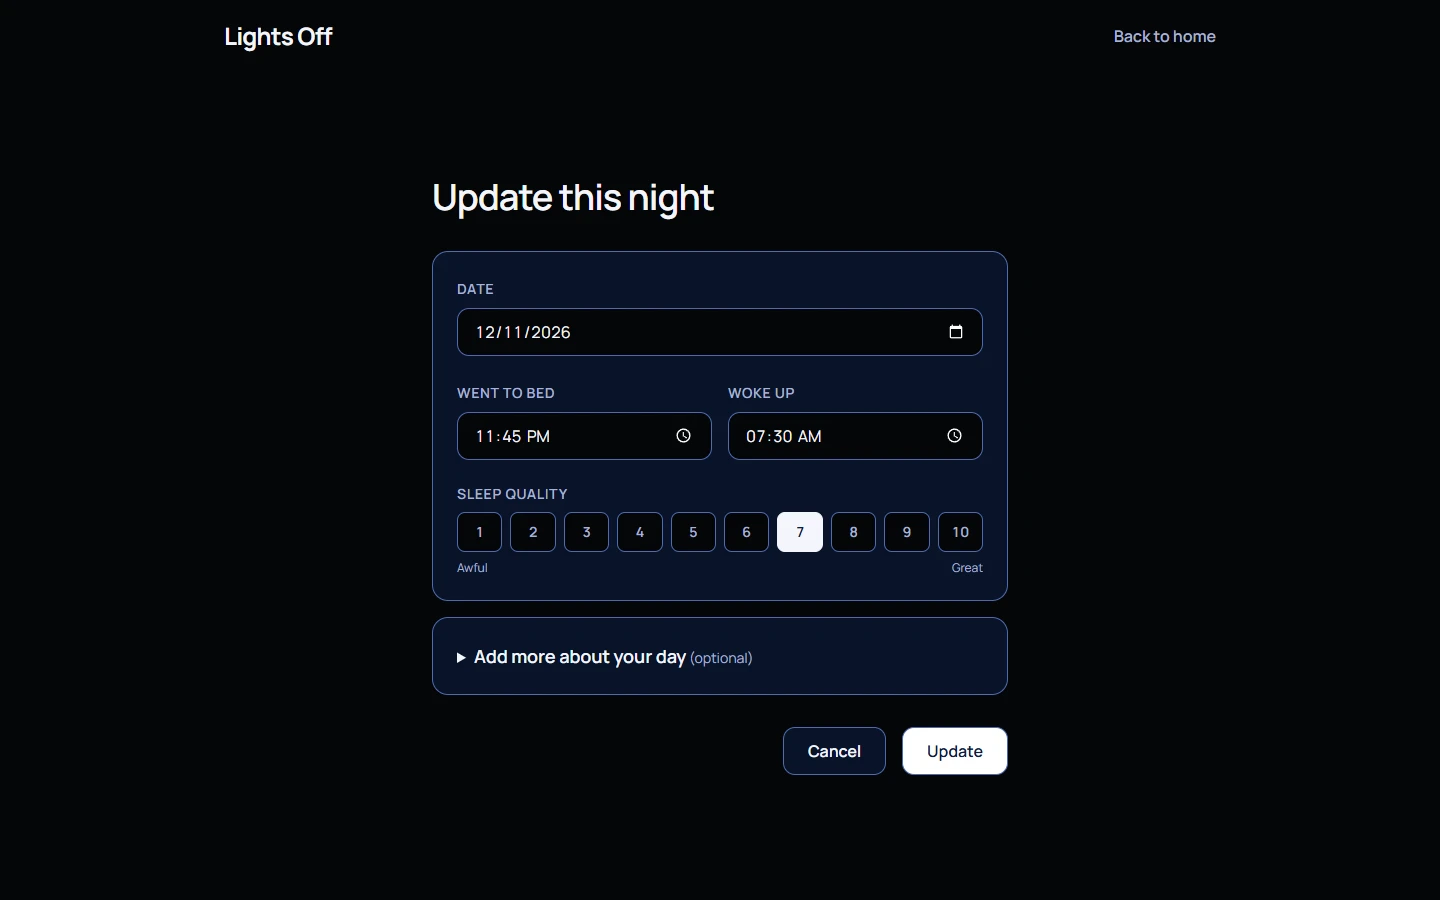 Lights Off
Back to home
Update this night
DATE
12/11/2026
WENT TO BED
WOKE UP
11:45 PM
07:30 AM
SLEEP QUALITY
1 2 3 4 5 6 7 8 9 10
Awful
Great
Add more about your day (optional)
Cancel
Update